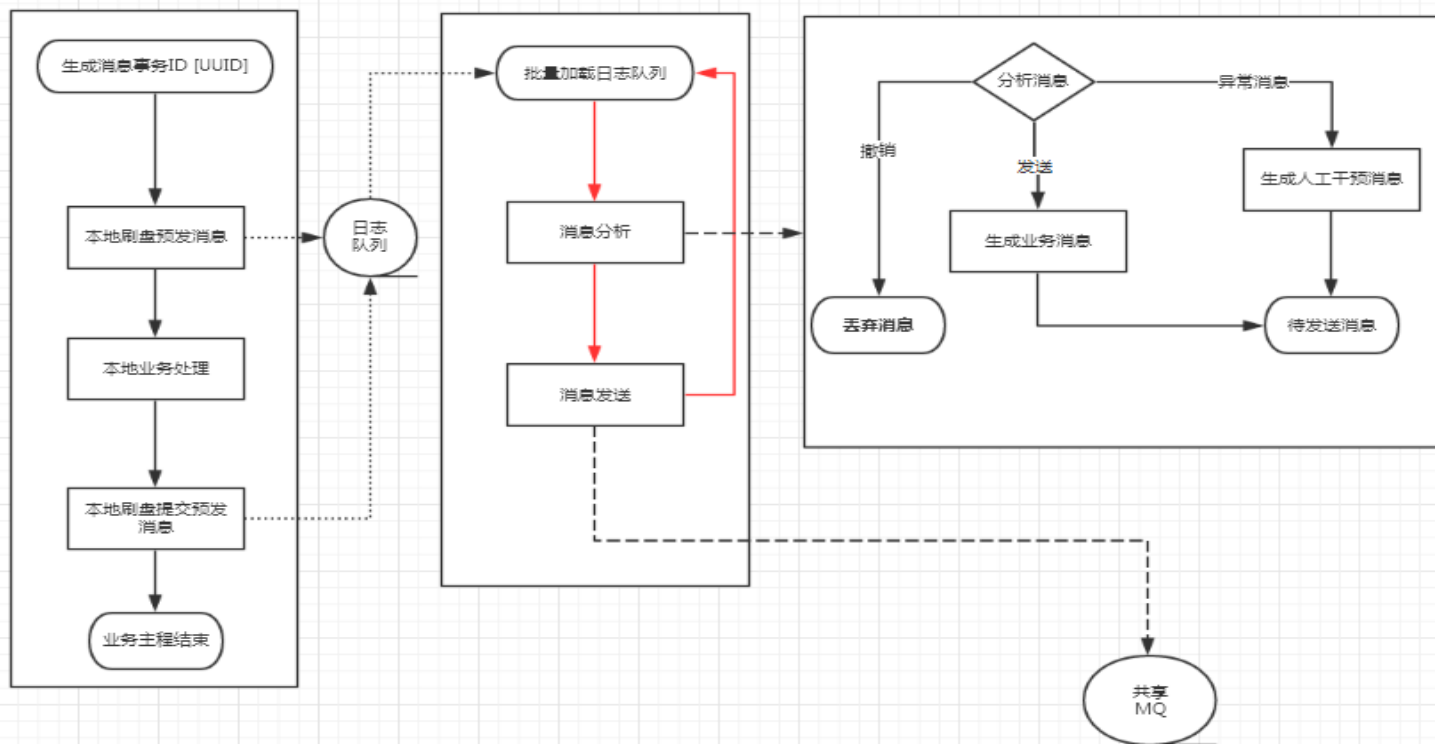 生成消息事务ID [UUID]
本地刷盘预发消息
本地业务处理
本地刷盘提交预发
消息
业务主程结束
日志
队列
批量加载日志队列
消息分析
消息发送
分析消息
撤销
发送
异常消息
生成业务消息
生成人工干预消息
丢弃消息
待发送消息
共享
MQ